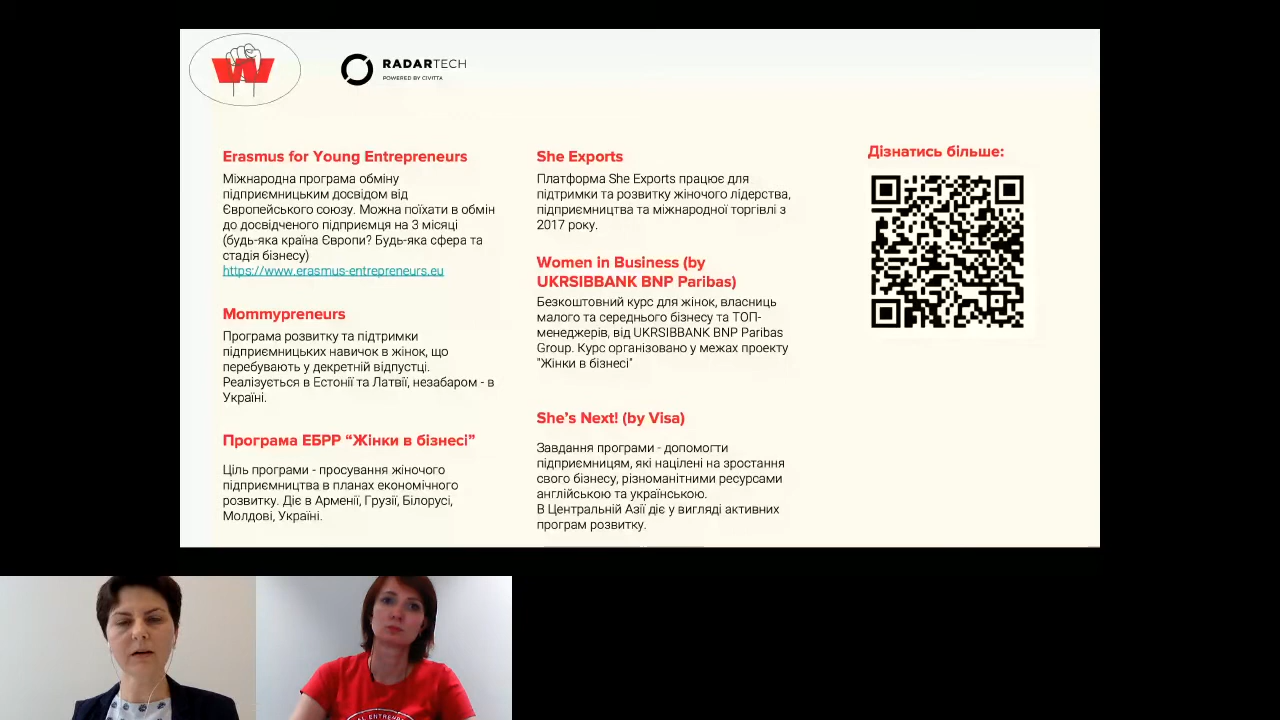 W
RADARTECH
POWERED BY CIVITTA
Erasmus for Young Entrepreneurs
Міжнародна програма обміну
підприємницьким досвідом від
Європейського союзу. Можна поїхати в обмін
до досвідченого підприємця на 3 місяці
(будь-яка країна Європи? Будь-яка сфера та
стадія бізнесу)
https://www.erasmus-entrepreneurs.eu
Mommypreneurs
Програма розвитку та підтримки
підприємницьких навичок в жінок, що
перебувають у декретній відпустці.
Реалізується в Естонії та Латвії, незабаром - в
Україні.
Програма ЕБРР “Жінки в бізнесі”
Ціль програми - просування жіночого
підприємництва в планах економічного
розвитку. Діє в Арменії, Грузії, Білорусі,
Молдові, Україні.
She Exports
Платформа She Exports працює для
підтримки та розвитку жіночого лідерства,
підприємництва та міжнародної торгівлі з
2017 року.
Women in Business (by
UKRSIBBANK BNP Paribas)
Безкоштовний курс для жінок, власниць
малого та середнього бізнесу та ТОП-
менеджерів, від UKRSIBBANK BNP Paribas
Group. Курс організовано у межах проекту
"Жінки в бізнесі"
She’s Next! (by Visa)
Завдання програми - допомогти
підприємницям, які націлені на зростання
свого бізнесу, різноманітними ресурсами
англійською та українською.
В Центральній Азії діє у вигляді активних
програм розвитку.
Дізнатись більше: